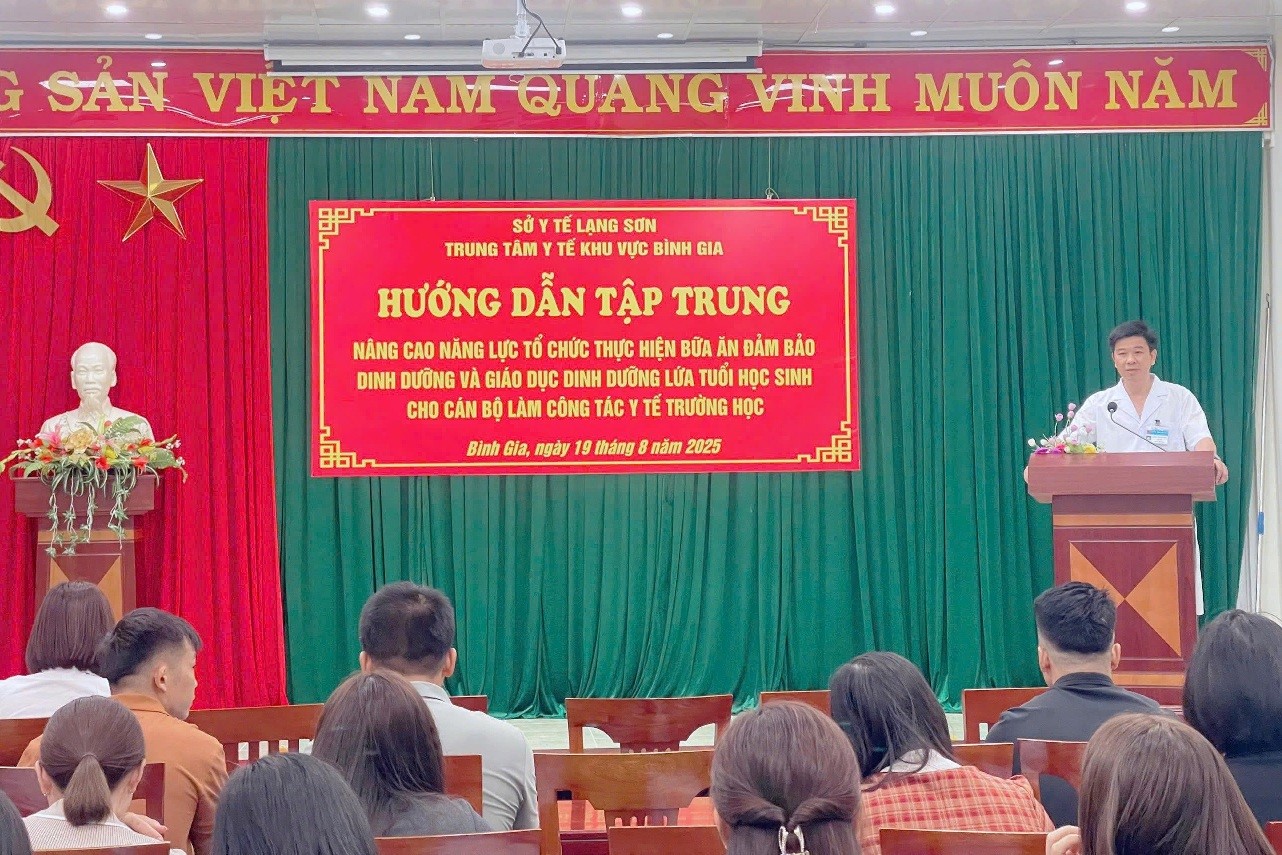 SẢN VIỆT NAM QUANG VINH MUÔN NĂM
SỞ Y TẾ LẠNG SƠN
TRUNG TÂM Y TẾ KHU VỰC BÌNH GIA
HƯỚNG DẪN TẬP TRUNG
NÂNG CAO NĂNG LỰC TỔ CHỨC THỰC HIỆN BỮA ĂN ĐẢM BẢO
DINH DƯỠNG VÀ GIÁO DỤC DINH DƯỠNG LỨA TUỔI HỌC SINH
CHO CÁN BỘ LÀM CÔNG TÁC Y TẾ TRƯỜNG HỌC
Bình Gia, ngày 19 tháng 8 năm 2025